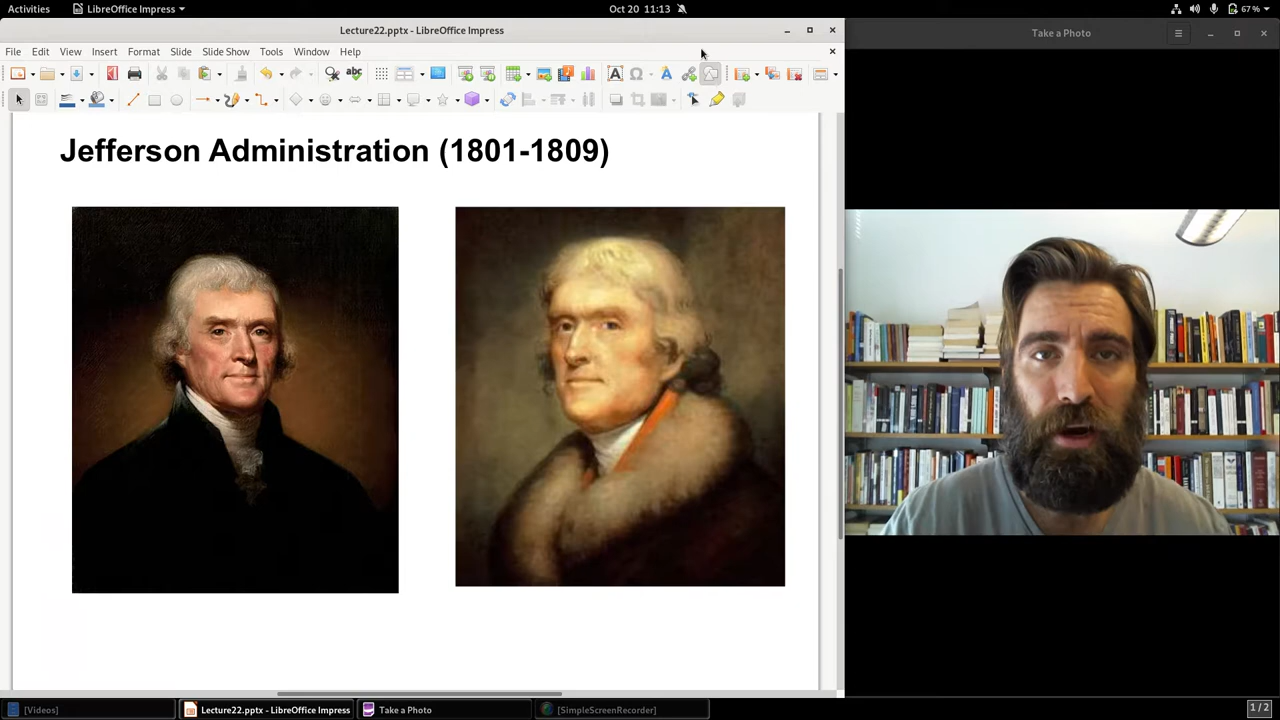 Activities LibreOffice Impress Oct 20 11:13 67 %
Lecture22.pptx - LibreOffice Impress
Take a Photo
File Edit View Insert Format Slide Slide Show Tools Window Help
Jefferson Administration (1801-1809)
[Videos] Lecture22.pptx - LibreOffice Impress Take a Photo [SimpleScreenRecorder] 1 / 2